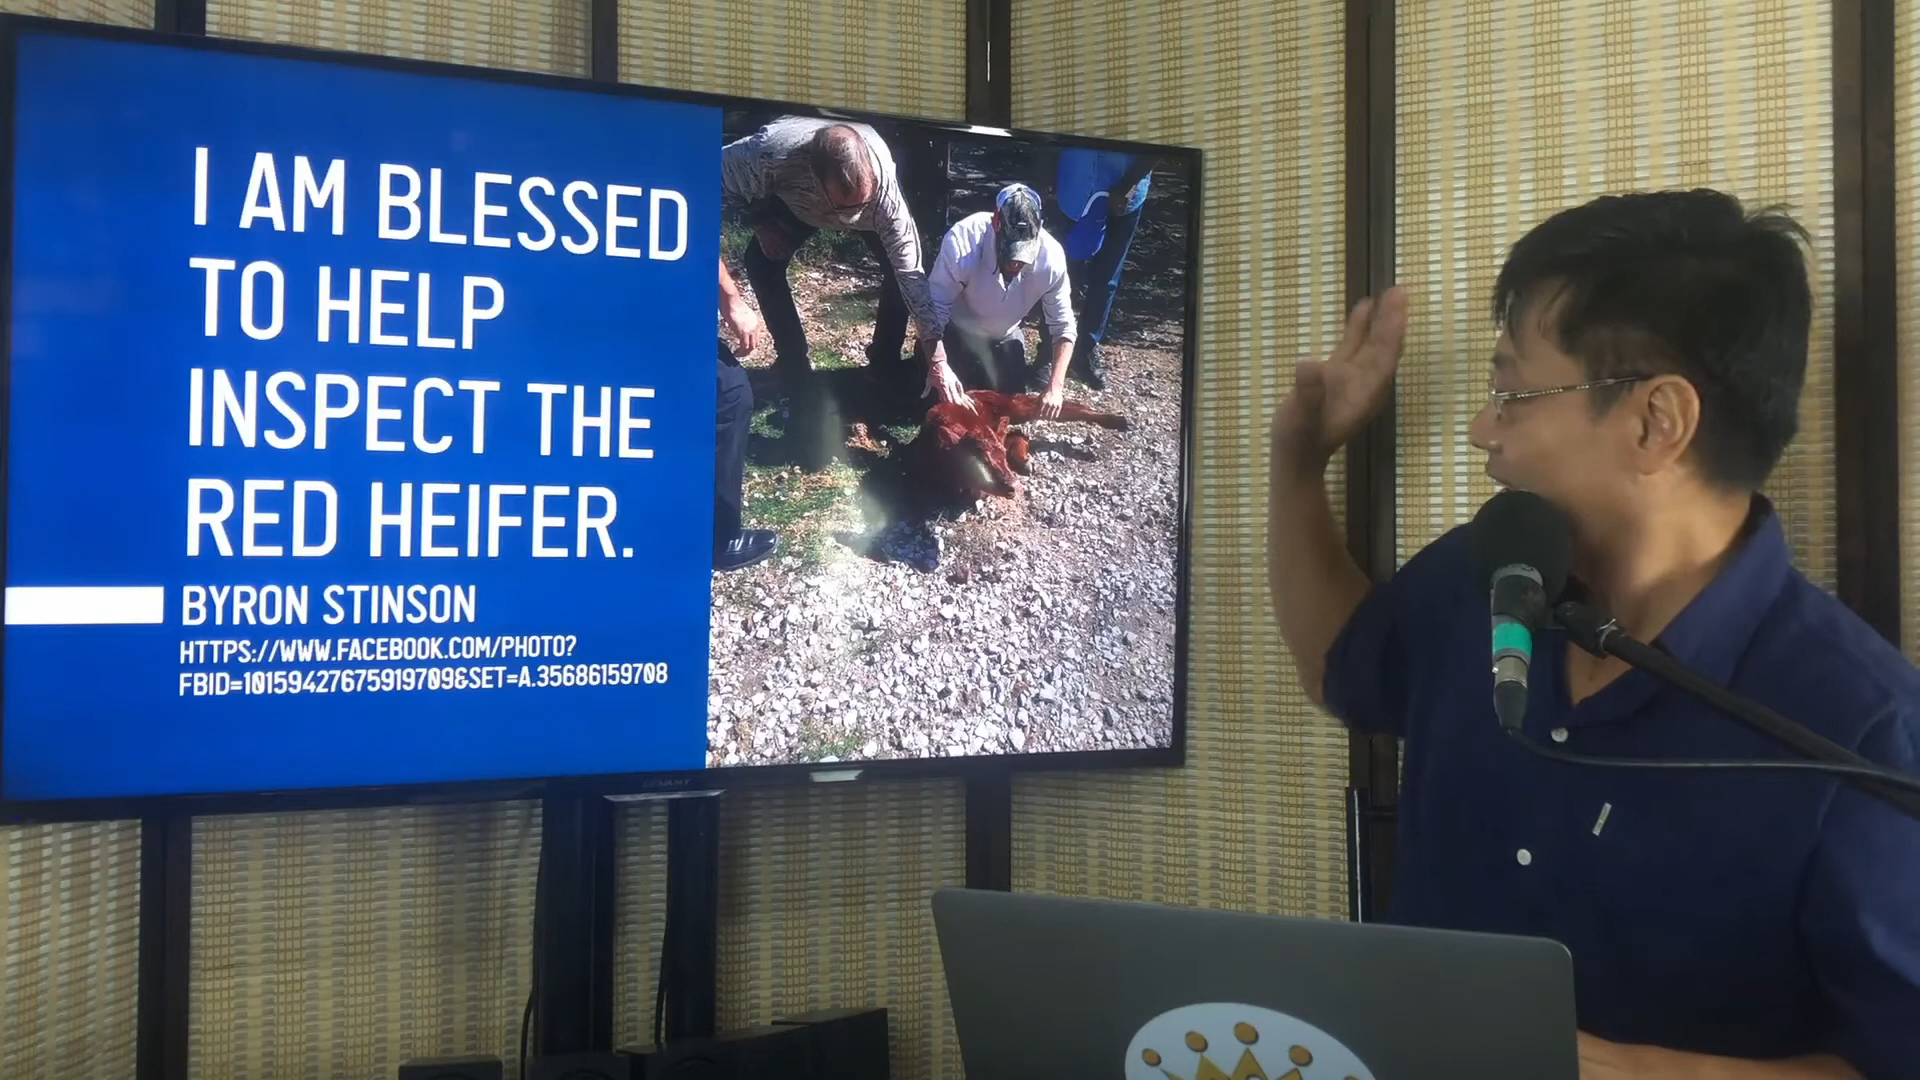 I AM BLESSED
TO HELP
INSPECT THE
RED HEIFER.
BYRON STINSON
HTTPS://WWW.FACEBOOK.COM/PHOTO?
FBID=10159427675919709&SET=A.35686159708